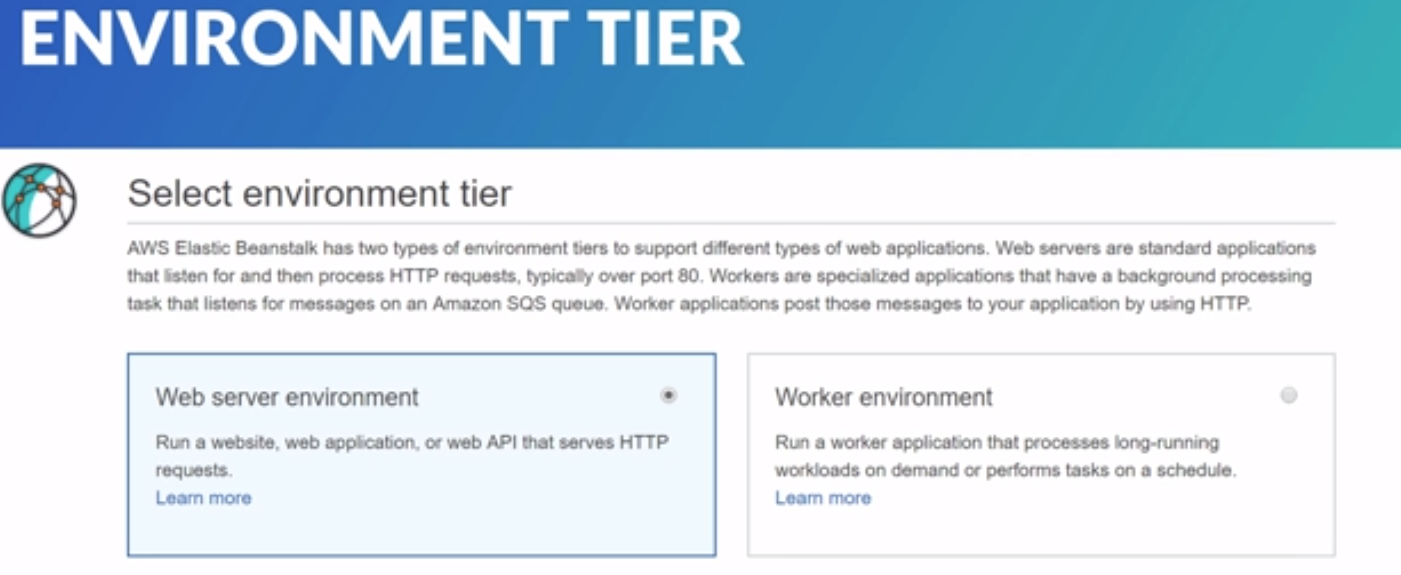 ENVIRONMENT TIER
Select environment tier
AWS Elastic Beanstalk has two types of environment tiers to support different types of web applications. Web servers are standard applications
that listen for and then process HTTP requests, typically over port 80. Workers are specialized applications that have a background processing
task that listens for messages on an Amazon SQS queue. Worker applications post those messages to your application by using HTTP.
Web server environment
Run a website, web application, or web API that serves HTTP
requests.
Learn more
Worker environment
Run a worker application that processes long-running
workloads on demand or performs tasks on a schedule.
Learn more